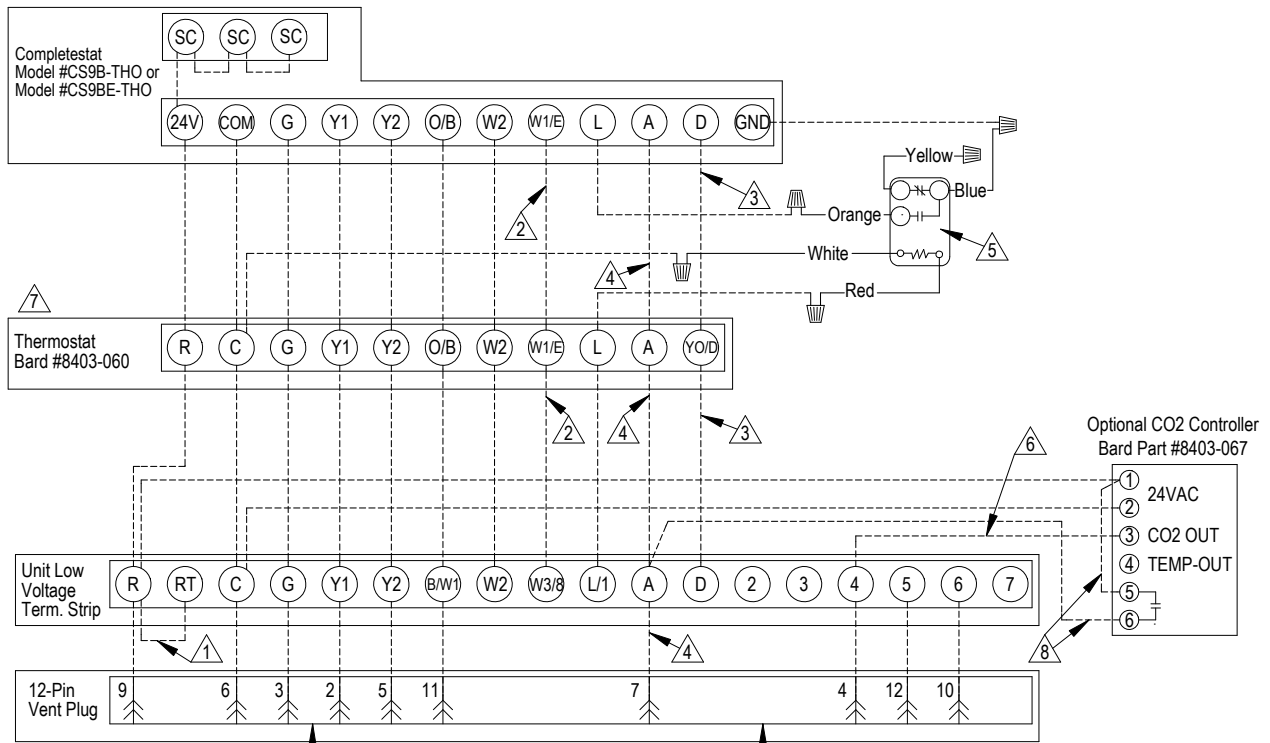 SC SC SC
Completestat
Model #CS9B-THO or
Model #CS9BE-THO
24V COM G Y1 Y2 O/B W2 W1/E L A D GND
Yellow
Blue
3
2
Orange
5
White
4
Red
7
Thermostat
Bard #8403-060
R C G Y1 Y2 O/B W2 W1/E L A YO/D
2 4 3
6
Optional CO2 Controller
Bard Part #8403-067
1
24VAC
2
3 CO2 OUT
4 TEMP-OUT
5
6
Unit Low
Voltage
Term. Strip
R RT C G Y1 Y2 B/W1 W2 W3/8 L/1 A D 2 3 4 5 6 7
1 4 8
12-Pin
Vent Plug
9 6 3 2 5 11 7 4 12 10